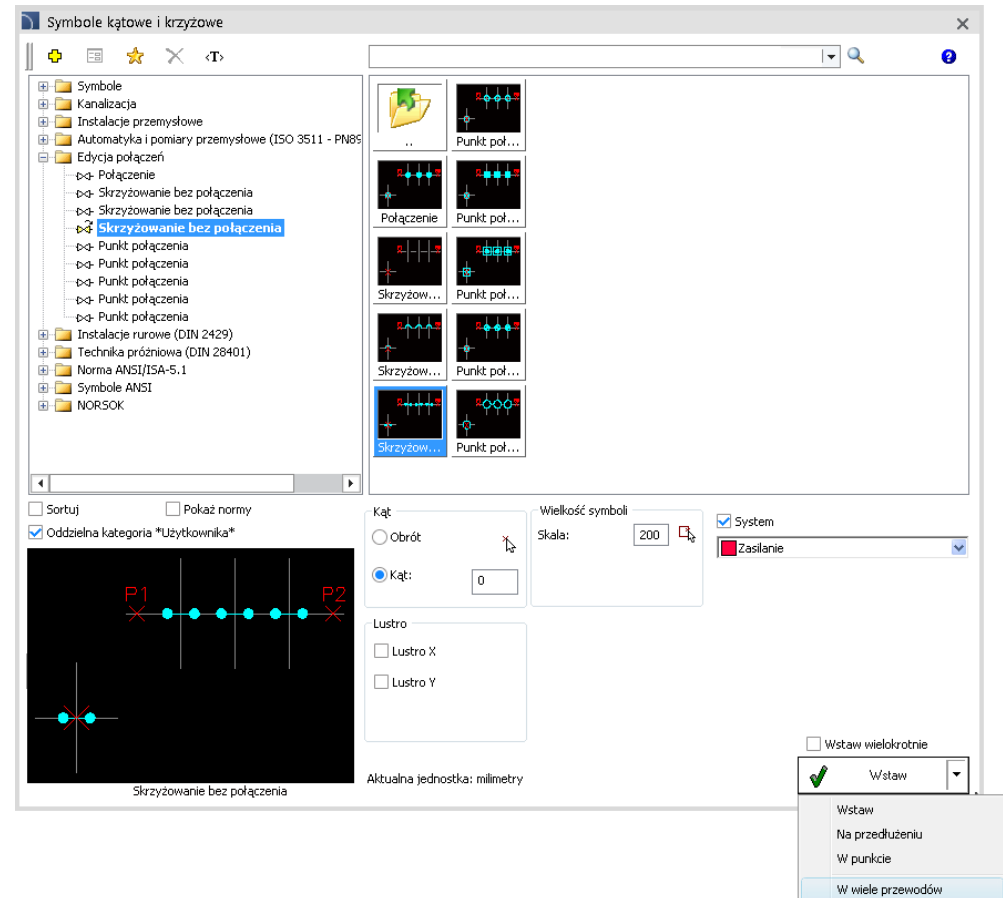 Symbole kątowe i krzyżowe
<T>
Symbole
Kanalizacja
Instalacje przemysłowe
Automatyka i pomiary przemysłowe (ISO 3511 - PN89
Edycja połączeń
Połączenie
Skrzyżowanie bez połączenia
Skrzyżowanie bez połączenia
Skrzyżowanie bez połączenia
Punkt połączenia
Punkt połączenia
Punkt połączenia
Punkt połączenia
Punkt połączenia
Instalacje rurowe (DIN 2429)
Technika próżniowa (DIN 28401)
Norma ANSI/ISA-5.1
Symbole ANSI
NORSOK
..
Punkt poł...
Połączenie
Punkt poł...
Skrzyżow...
Punkt poł...
Skrzyżow...
Punkt poł...
Skrzyżow...
Punkt poł...
Sortuj
Pokaż normy
Oddzielna kategoria *Użytkownika*
P1
P2
Skrzyżowanie bez połączenia
Kąt
Obrót
Kąt:
0
Wielkość symboli
Skala:
200
System
Zasilanie
Lustro
Lustro X
Lustro Y
Aktualna jednostka: milimetry
Wstaw wielokrotnie
Wstaw
Wstaw
Na przedłużeniu
W punkcie
W wiele przewodów